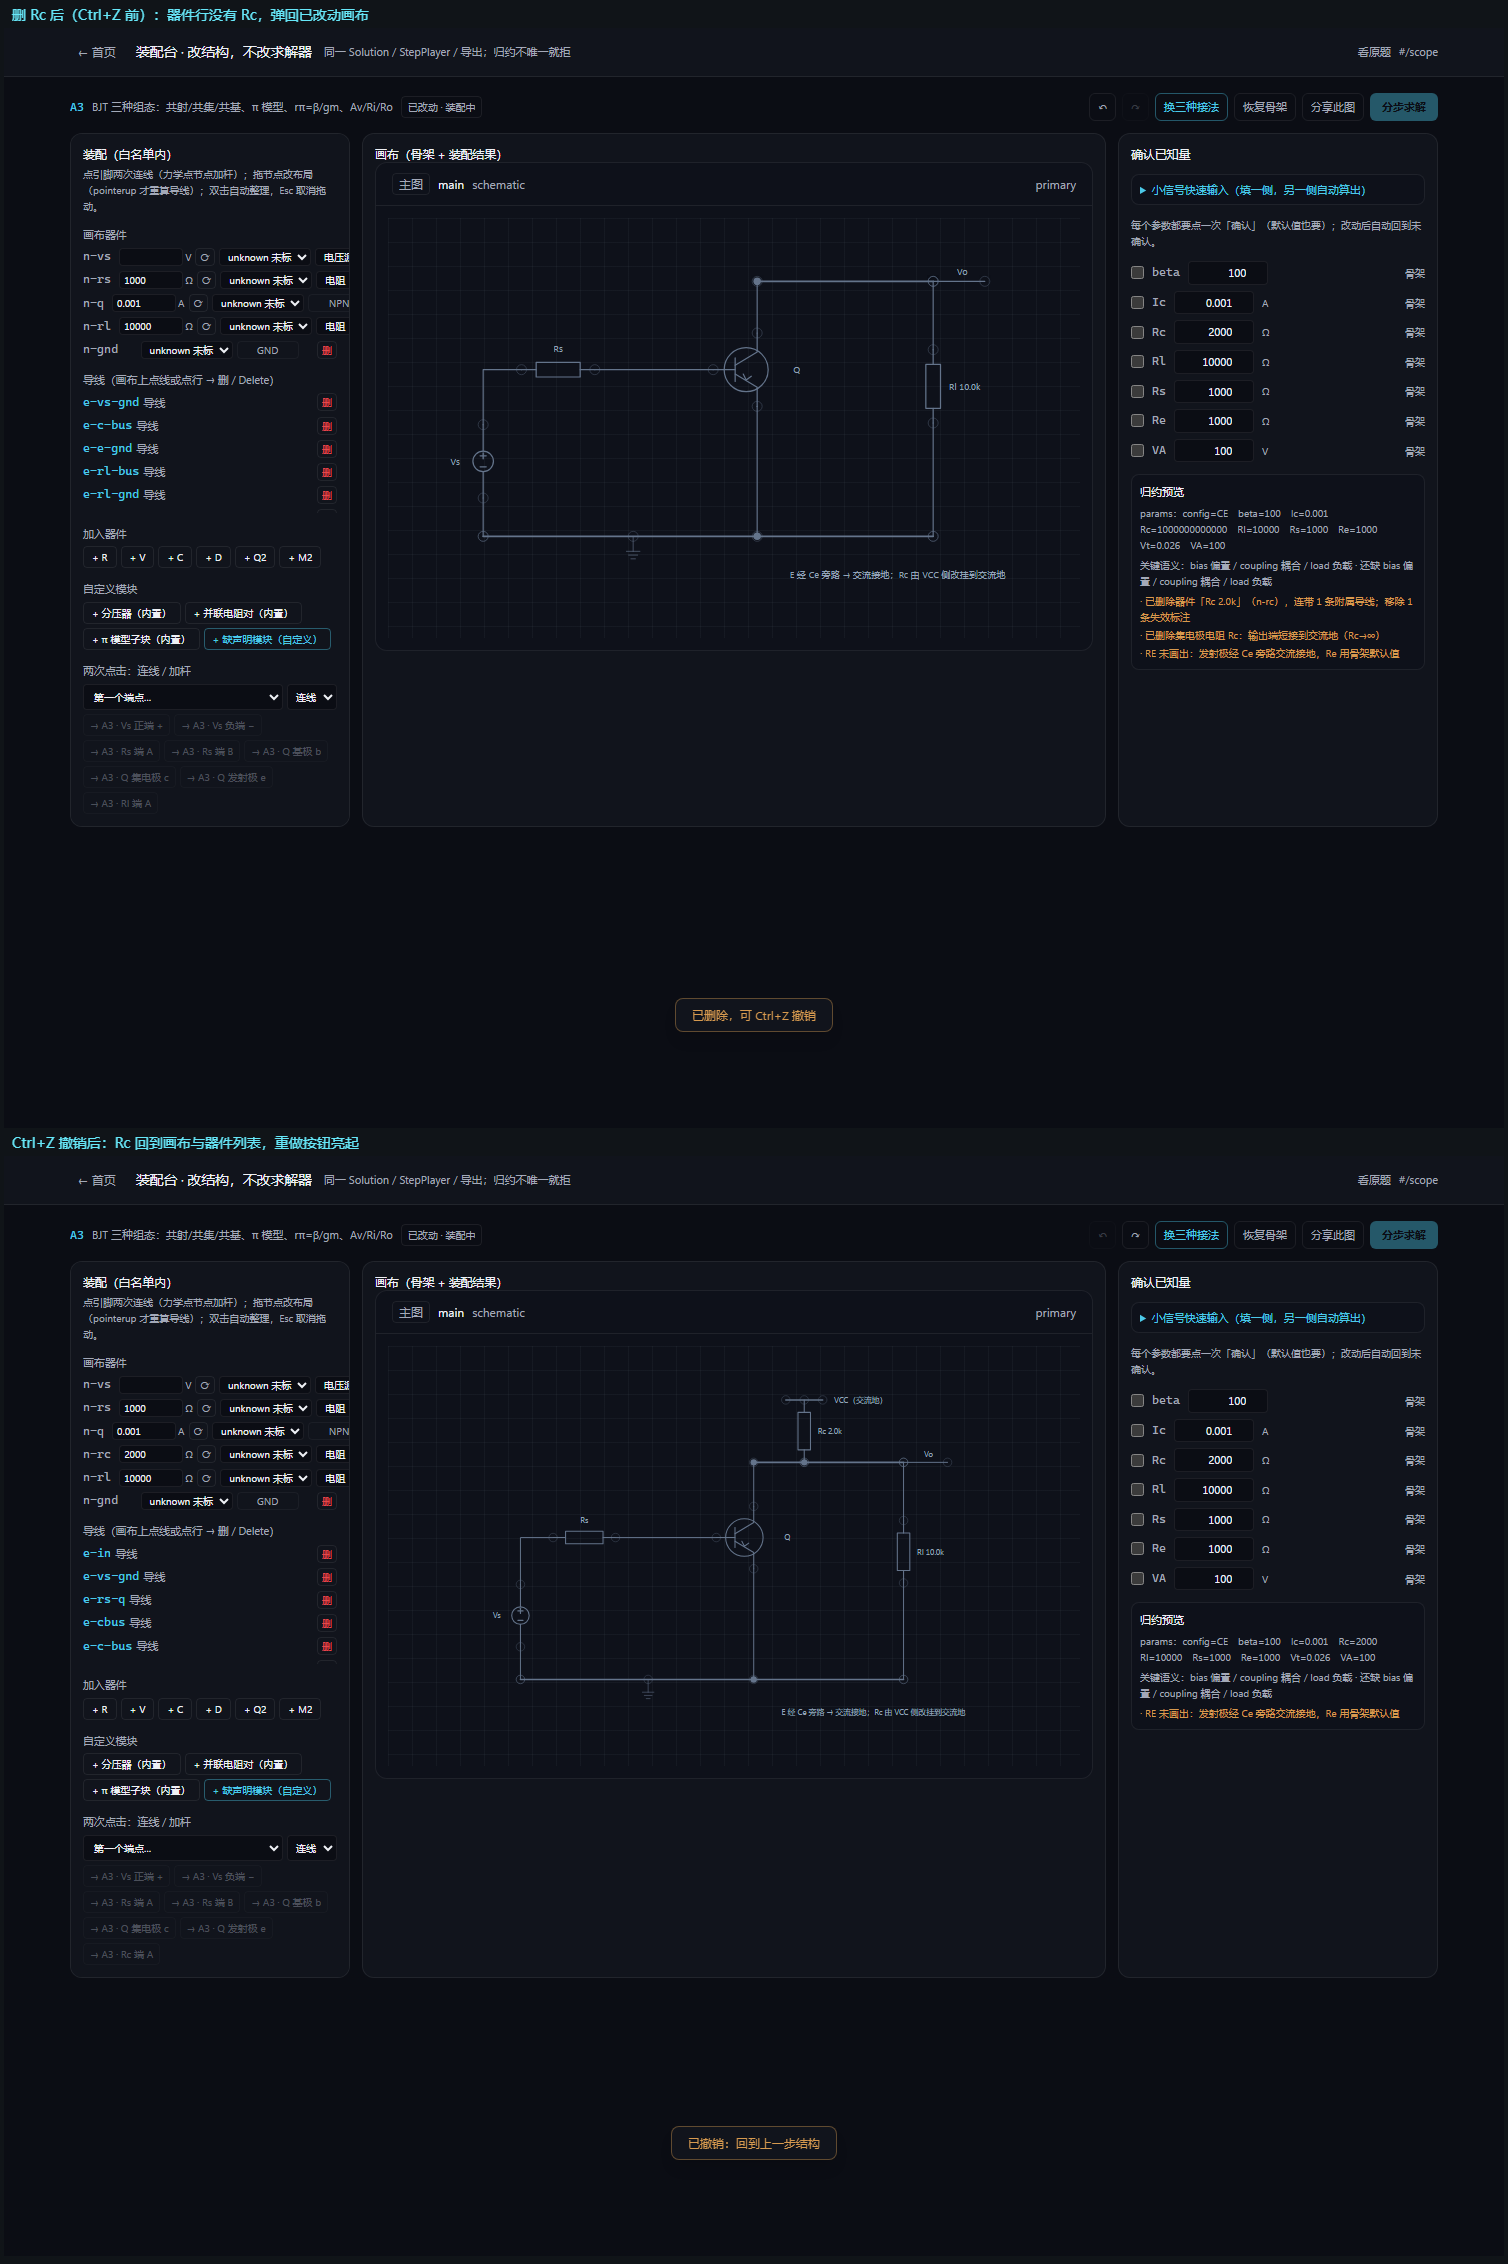 删 Rc 后（Ctrl+Z 前）：器件行没有 Rc，弹回已改动画布
← 首页 装配台 · 改结构，不改求解器 同一 Solution / StepPlayer / 导出；归约不唯一就拒 看原题 #/scope
A3 BJT 三种组态：共射/共集/共基、π 模型、rπ=β/gm、Av/Ri/Ro 已改动 · 装配中 ↶ ↷ 换三种接法 恢复骨架 分享此图 分步求解
装配（白名单内）
点引脚两次连线（力学点节点加杆）；拖节点改布局
（pointerup 才重算导线）；双击自动整理，Esc 取消拖
动。
画布器件
n-vs V ⟳ unknown 未标 电压源
n-rs 1000 Ω ⟳ unknown 未标 电阻
n-q 0.001 A ⟳ unknown 未标 NPN
n-rl 10000 Ω ⟳ unknown 未标 电阻
n-gnd unknown 未标 GND 删
导线（画布上点线或点行 → 删 / Delete）
e-vs-gnd 导线 删
e-c-bus 导线 删
e-e-gnd 导线 删
e-rl-bus 导线 删
e-rl-gnd 导线 删
加入器件
+ R + V + C + D + Q2 + M2
自定义模块
+ 分压器（内置） + 并联电阻对（内置）
+ π 模型子块（内置） + 缺声明模块（自定义）
两次点击：连线 / 加杆
第一个端点... 连线
→ A3 · Vs 正端 + → A3 · Vs 负端 −
→ A3 · Rs 端 A → A3 · Rs 端 B → A3 · Q 基极 b
→ A3 · Q 集电极 c → A3 · Q 发射极 e
→ A3 · Rl 端 A
画布（骨架 + 装配结果）
主图 main schematic primary
Vo
Rs
Q
Rl 10.0k
Vs
E 经 Ce 旁路 → 交流接地；Rc 由 VCC 侧改挂到交流地
确认已知量
▶ 小信号快速输入（填一侧，另一侧自动算出）
每个参数都要点一次「确认」（默认值也要）；改动后自动回到未
确认。
beta 100 骨架
Ic 0.001 A 骨架
Rc 2000 Ω 骨架
Rl 10000 Ω 骨架
Rs 1000 Ω 骨架
Re 1000 Ω 骨架
VA 100 V 骨架
归约预览
params：config=CE beta=100 Ic=0.001
Rc=1000000000000 Rl=10000 Rs=1000 Re=1000
Vt=0.026 VA=100
关键语义：bias 偏置 / coupling 耦合 / load 负载 · 还缺 bias 偏
置 / coupling 耦合 / load 负载
· 已删除器件「Rc 2.0k」（n-rc），连带 1 条附属导线；移除 1
条失效标注
· 已删除集电极电阻 Rc：输出端短接到交流地（Rc→∞）
· RE 未画出：发射极经 Ce 旁路交流接地，Re 用骨架默认值
已删除，可 Ctrl+Z 撤销
Ctrl+Z 撤销后：Rc 回到画布与器件列表，重做按钮亮起
← 首页 装配台 · 改结构，不改求解器 同一 Solution / StepPlayer / 导出；归约不唯一就拒 看原题 #/scope
A3 BJT 三种组态：共射/共集/共基、π 模型、rπ=β/gm、Av/Ri/Ro 已改动 · 装配中 ↶ ↷ 换三种接法 恢复骨架 分享此图 分步求解
装配（白名单内）
点引脚两次连线（力学点节点加杆）；拖节点改布局
（pointerup 才重算导线）；双击自动整理，Esc 取消拖
动。
画布器件
n-vs V ⟳ unknown 未标 电压源
n-rs 1000 Ω ⟳ unknown 未标 电阻
n-q 0.001 A ⟳ unknown 未标 NPN
n-rc 2000 Ω ⟳ unknown 未标 电阻
n-rl 10000 Ω ⟳ unknown 未标 电阻
n-gnd unknown 未标 GND 删
导线（画布上点线或点行 → 删 / Delete）
e-in 导线 删
e-vs-gnd 导线 删
e-rs-q 导线 删
e-cbus 导线 删
e-c-bus 导线 删
加入器件
+ R + V + C + D + Q2 + M2
自定义模块
+ 分压器（内置） + 并联电阻对（内置）
+ π 模型子块（内置） + 缺声明模块（自定义）
两次点击：连线 / 加杆
第一个端点... 连线
→ A3 · Vs 正端 + → A3 · Vs 负端 −
→ A3 · Rs 端 A → A3 · Rs 端 B → A3 · Q 基极 b
→ A3 · Q 集电极 c → A3 · Q 发射极 e
→ A3 · Rc 端 A
画布（骨架 + 装配结果）
主图 main schematic primary
VCC（交流地）
Rc 2.0k
Vo
Rs
Q
Rl 10.0k
Vs
E 经 Ce 旁路 → 交流接地；Rc 由 VCC 侧改挂到交流地
确认已知量
▶ 小信号快速输入（填一侧，另一侧自动算出）
每个参数都要点一次「确认」（默认值也要）；改动后自动回到未
确认。
beta 100 骨架
Ic 0.001 A 骨架
Rc 2000 Ω 骨架
Rl 10000 Ω 骨架
Rs 1000 Ω 骨架
Re 1000 Ω 骨架
VA 100 V 骨架
归约预览
params：config=CE beta=100 Ic=0.001 Rc=2000
Rl=10000 Rs=1000 Re=1000 Vt=0.026 VA=100
关键语义：bias 偏置 / coupling 耦合 / load 负载 · 还缺 bias 偏
置 / coupling 耦合 / load 负载
· RE 未画出：发射极经 Ce 旁路交流接地，Re 用骨架默认值
已撤销：回到上一步结构